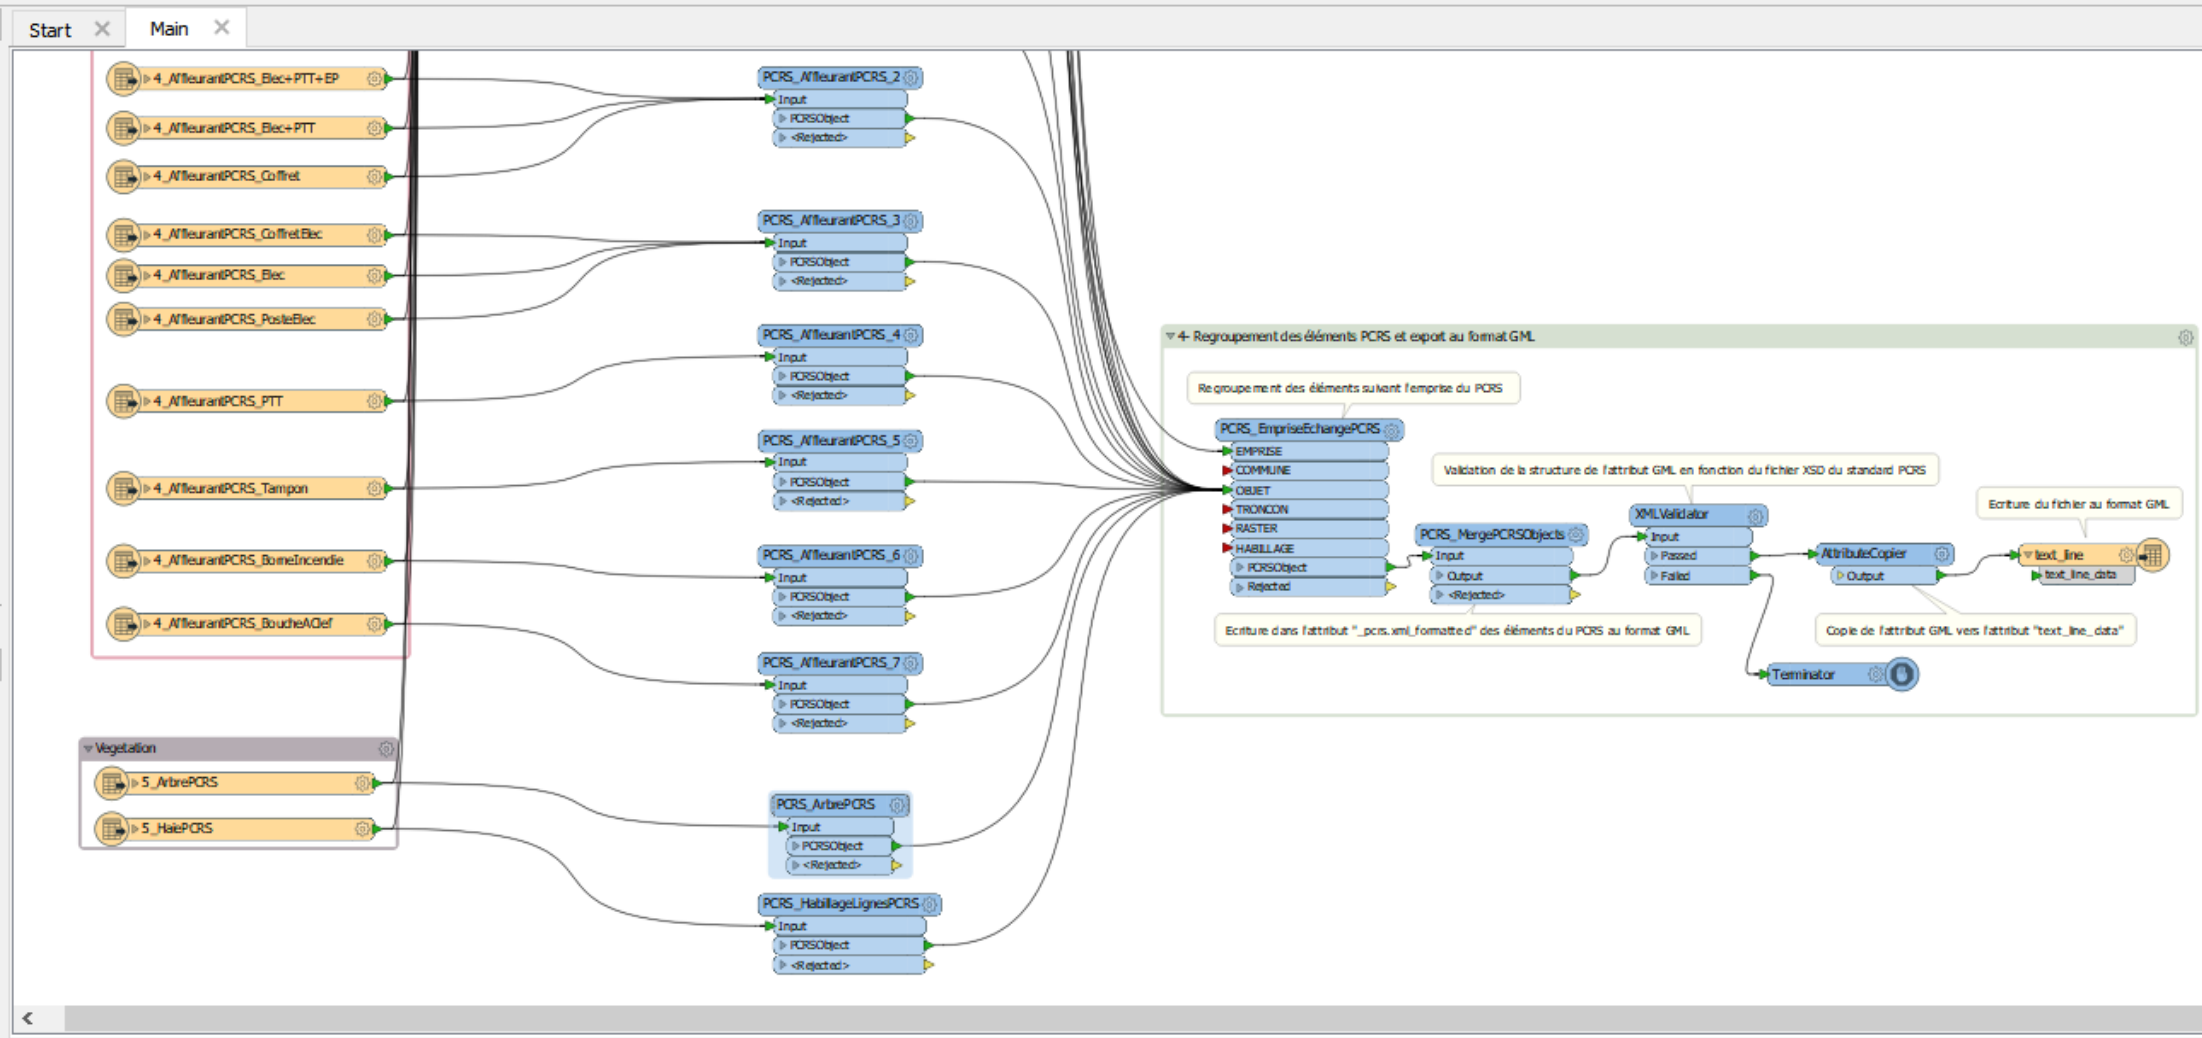 Start
Main
4_AffleurantPCRS_Elec+PTT+EP
4_AffleurantPCRS_Elec+PTT
4_AffleurantPCRS_Coffret
4_AffleurantPCRS_CoffretElec
4_AffleurantPCRS_Elec
4_AffleurantPCRS_PosteElec
4_AffleurantPCRS_PTT
4_AffleurantPCRS_Tampon
4_AffleurantPCRS_BorneIncendie
4_AffleurantPCRS_BoucheAClef
Vegetation
5_ArbrePCRS
5_HaiePCRS
PCRS_AffleurantPCRS_2
Input
PCRSObject
<Rejected>
PCRS_AffleurantPCRS_3
Input
PCRSObject
<Rejected>
PCRS_AffleurantPCRS_4
Input
PCRSObject
<Rejected>
PCRS_AffleurantPCRS_5
Input
PCRSObject
<Rejected>
PCRS_AffleurantPCRS_6
Input
PCRSObject
<Rejected>
PCRS_AffleurantPCRS_7
Input
PCRSObject
<Rejected>
PCRS_ArbrePCRS
Input
PCRSObject
<Rejected>
PCRS_HabillageLignesPCRS
Input
PCRSObject
<Rejected>
4- Regroupement des éléments PCRS et export au format GML
Regroupement des éléments suivant l'emprise du PCRS
PCRS_EmpriseEchangePCRS
EMPRISE
COMMUNE
OBJET
TRONCON
RASTER
HABILLAGE
PCRSObject
Rejected
Ecriture dans l'attribut "_pcrs.xml_formatted" des éléments du PCRS au format GML
PCRS_MergePCRSObjects
Input
Output
<Rejected>
Validation de la structure de l'attribut GML en fonction du fichier XSD du standard PCRS
XMLValidator
Input
Passed
Failed
AttributeCopier
Output
Copie de l'attribut GML vers l'attribut "text_line_data"
Ecriture du fichier au format GML
text_line
text_line_data
Terminator